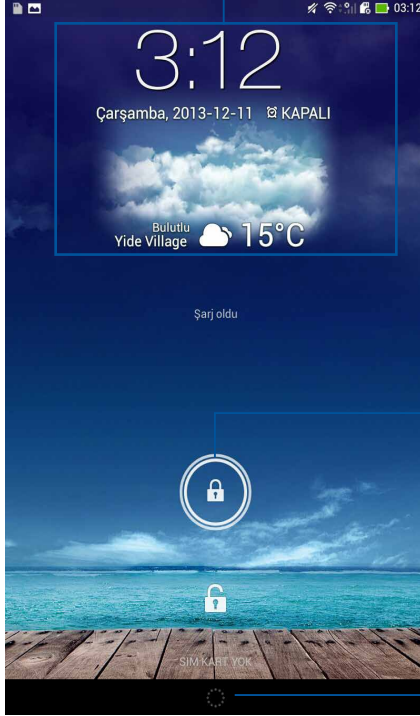 03:12
3:12
Çarşamba, 2013-12-11 KAPALI
Bulutlu
Yide Village 15°C
Şarj oldu
SIM KART YOK